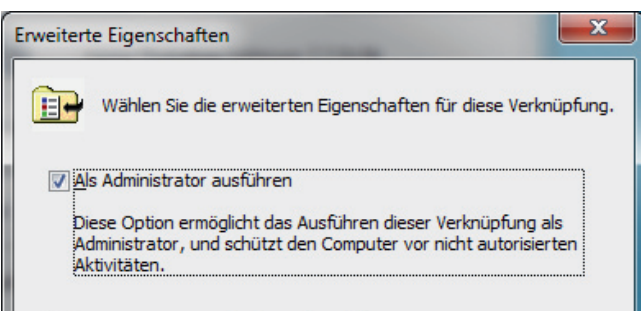 Erweiterte Eigenschaften
Wählen Sie die erweiterten Eigenschaften für diese Verknüpfung.
Als Administrator ausführen
Diese Option ermöglicht das Ausführen dieser Verknüpfung als
Administrator, und schützt den Computer vor nicht autorisierten
Aktivitäten.